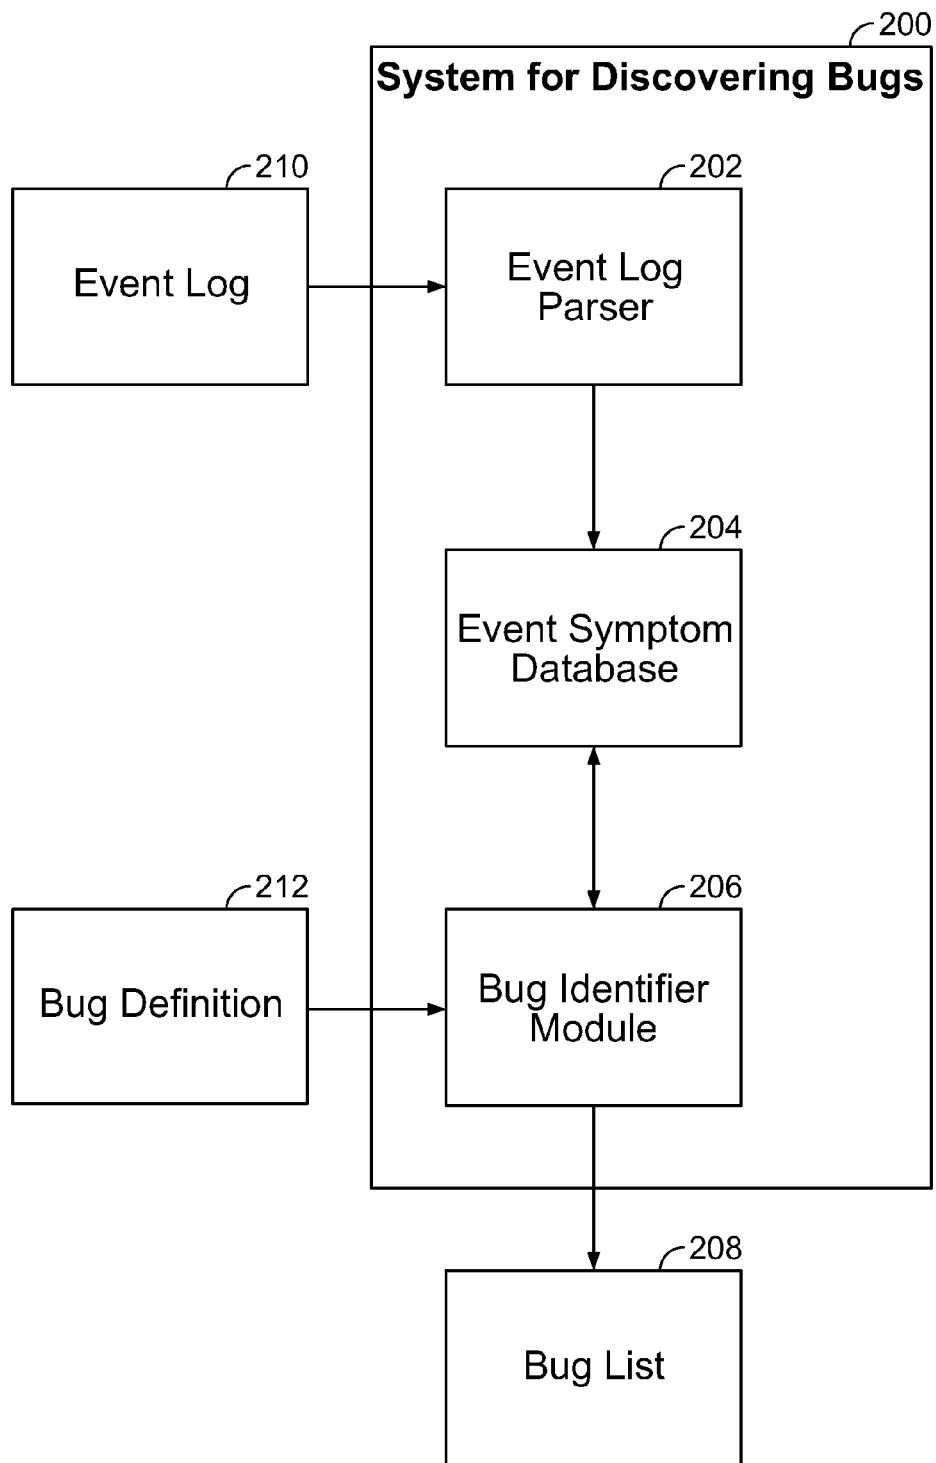 200
System for Discovering Bugs
210
202
Event Log
Event Log
Parser
204
Event Symptom
Database
212
206
Bug Definition
Bug Identifier
Module
208
Bug List